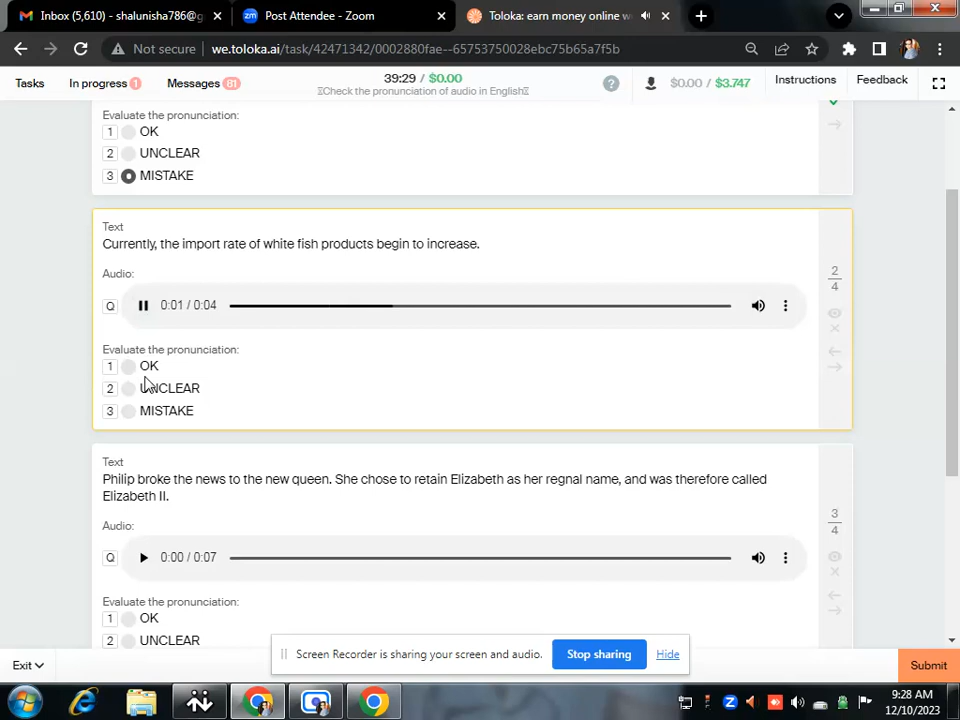 Inbox (5,610) - shalunisha786@g
Post Attendee - Zoom
Toloka: earn money online w
Not secure
we.toloka.ai/task/42471342/0002880fae--65753750028ebc75b65a7f5b
Tasks
In progress 1
Messages 81
39:29 / $0.00
Check the pronunciation of audio in English
?
$0.00 / $3.747
Instructions
Feedback
Evaluate the pronunciation:
1 OK
2 UNCLEAR
3 MISTAKE
Text
Currently, the import rate of white fish products begin to increase.
2
4
Audio:
Q 0:01 / 0:04
Evaluate the pronunciation:
1 OK
2 UNCLEAR
3 MISTAKE
Text
Philip broke the news to the new queen. She chose to retain Elizabeth as her regnal name, and was therefore called
Elizabeth II.
3
4
Audio:
Q 0:00 / 0:07
Evaluate the pronunciation:
1 OK
2 UNCLEAR
Screen Recorder is sharing your screen and audio.
Stop sharing
Hide
Exit
Submit
9:28 AM
12/10/2023